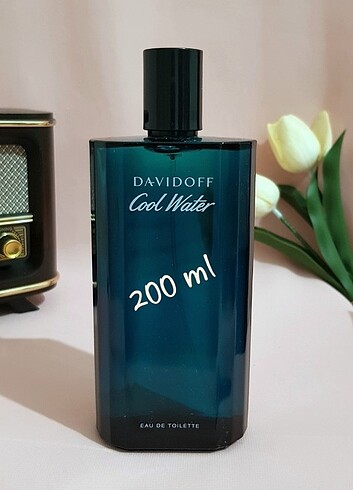 DAVIDOFF
Cool Water
200 ml
EAU DE TOILETTE